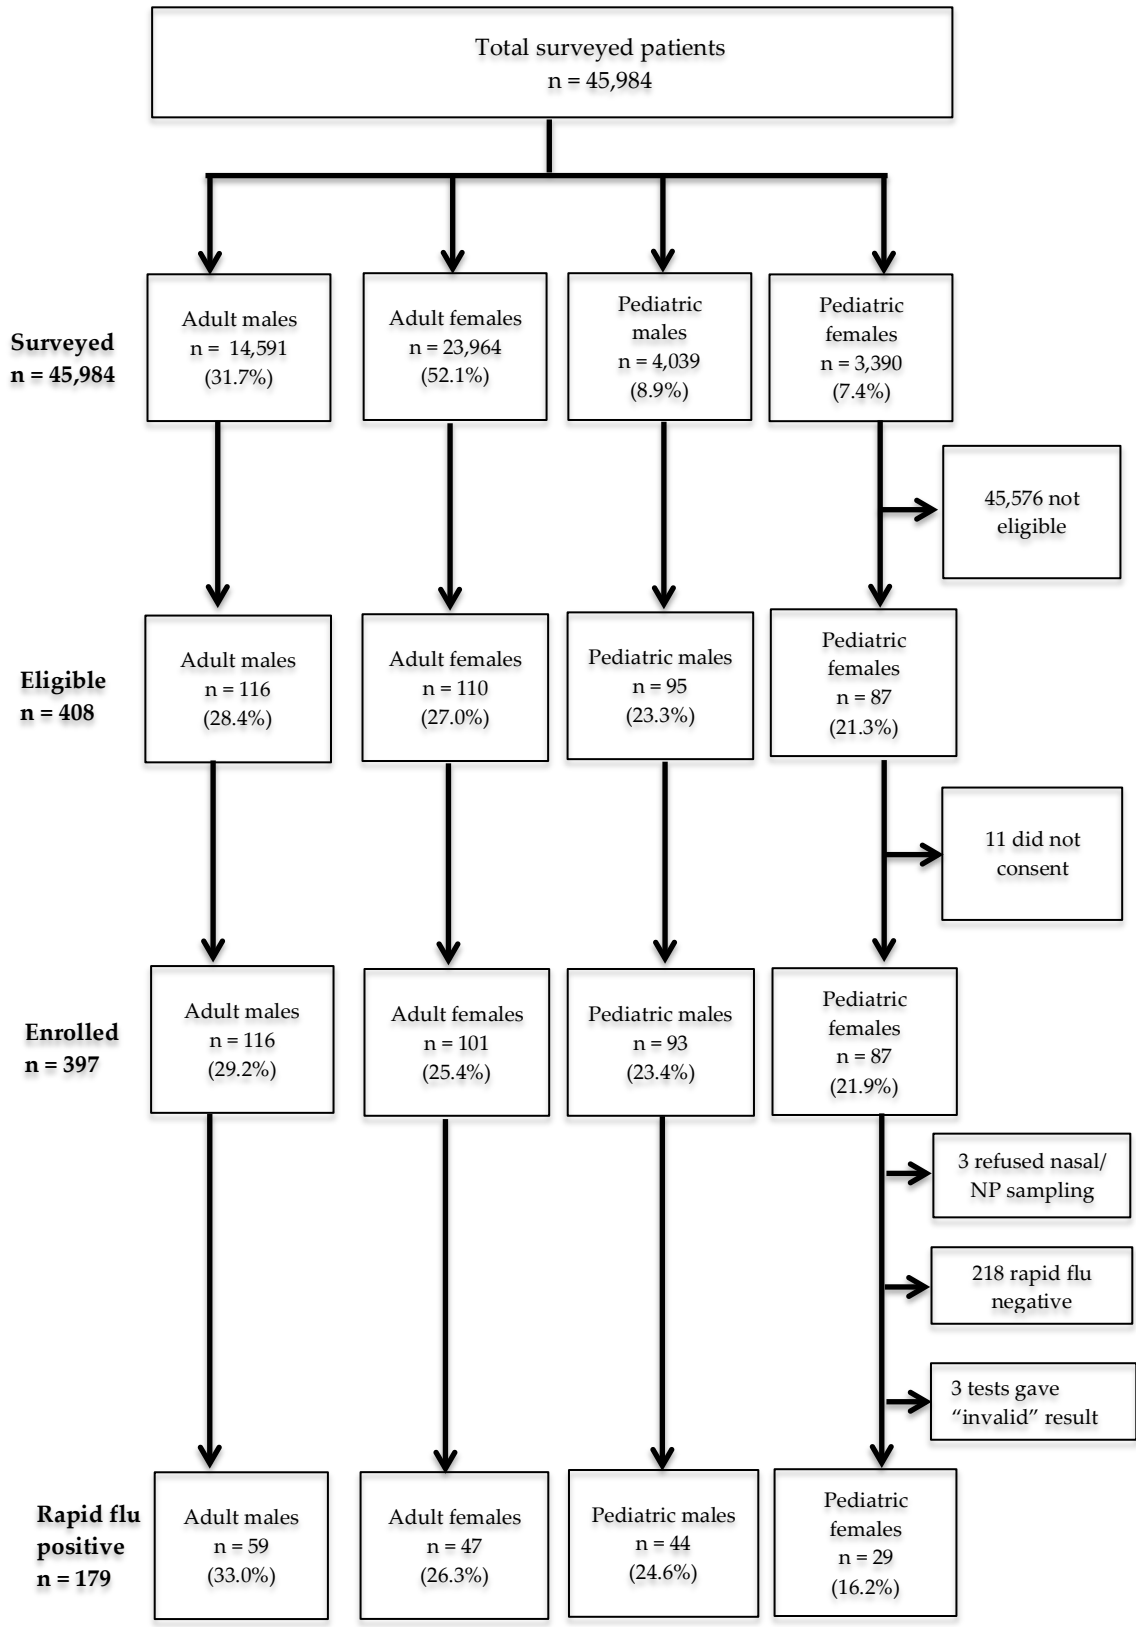 Total surveyed patients
n = 45,984
Surveyed
n = 45,984
Adult males
n = 14,591
(31.7%)
Adult females
n = 23,964
(52.1%)
Pediatric
males
n = 4,039
(8.9%)
Pediatric
females
n = 3,390
(7.4%)
45,576 not
eligible
Eligible
n = 408
Adult males
n = 116
(28.4%)
Adult females
n = 110
(27.0%)
Pediatric males
n = 95
(23.3%)
Pediatric
females
n = 87
(21.3%)
11 did not
consent
Enrolled
n = 397
Adult males
n = 116
(29.2%)
Adult females
n = 101
(25.4%)
Pediatric males
n = 93
(23.4%)
Pediatric
females
n = 87
(21.9%)
3 refused nasal/
NP sampling
218 rapid flu
negative
3 tests gave
“invalid” result
Rapid flu
positive
n = 179
Adult males
n = 59
(33.0%)
Adult females
n = 47
(26.3%)
Pediatric males
n = 44
(24.6%)
Pediatric
females
n = 29
(16.2%)